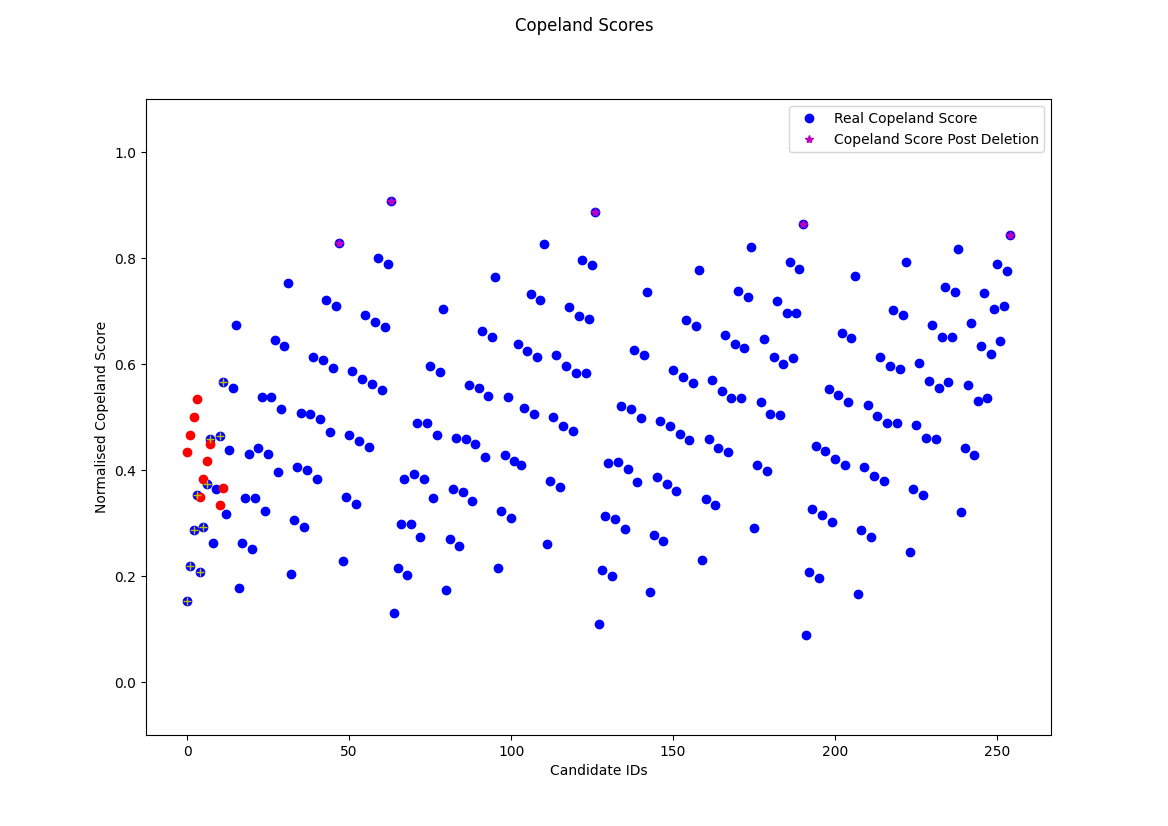 Copeland Scores
Real Copeland Score
Copeland Score Post Deletion
1.0
0.8
0.6
0.4
0.2
0.0
Normalised Copeland Score
0 50 100 150 200 250
Candidate IDs